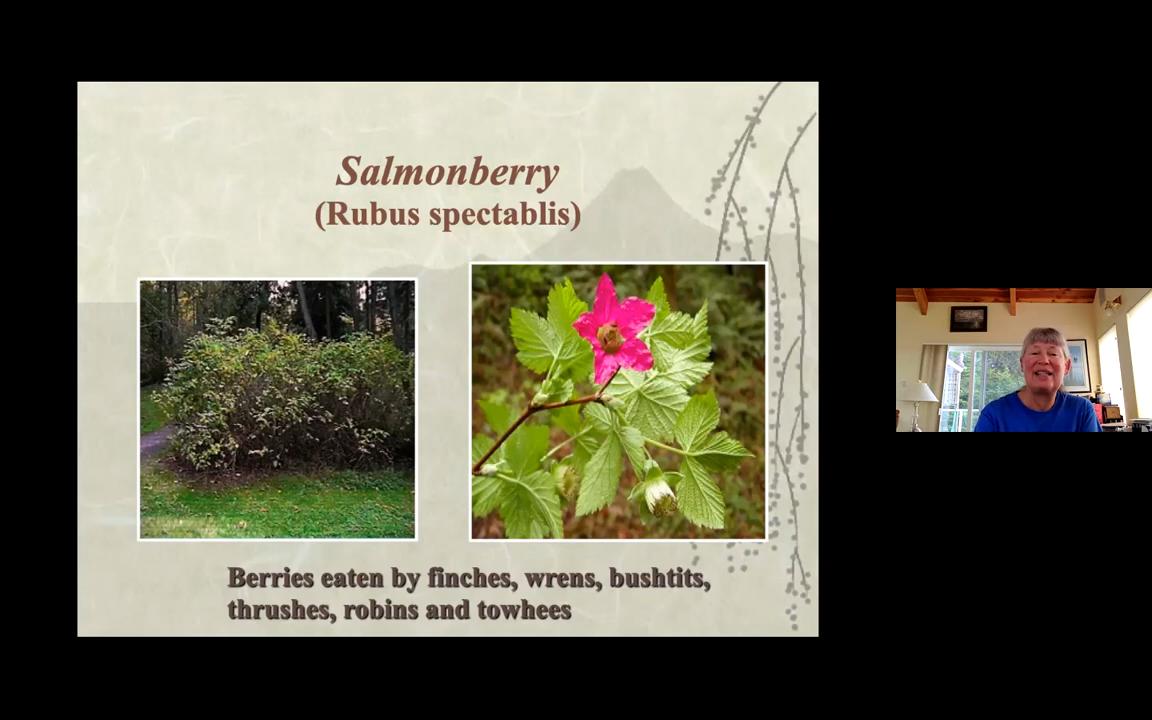 Salmonberry
(Rubus spectablis)
Berries eaten by finches, wrens, bushtits,
thrushes, robins and towhees